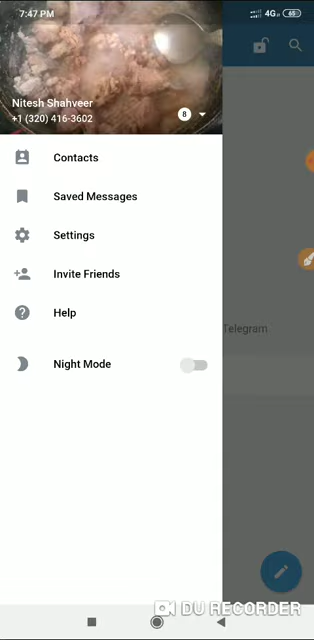 7:47 PM 4G 65
Nitesh Shahveer
+1 (320) 416-3602
8
Contacts
Saved Messages
Settings
Invite Friends
Help
Telegram
Night Mode
DU RECORDER